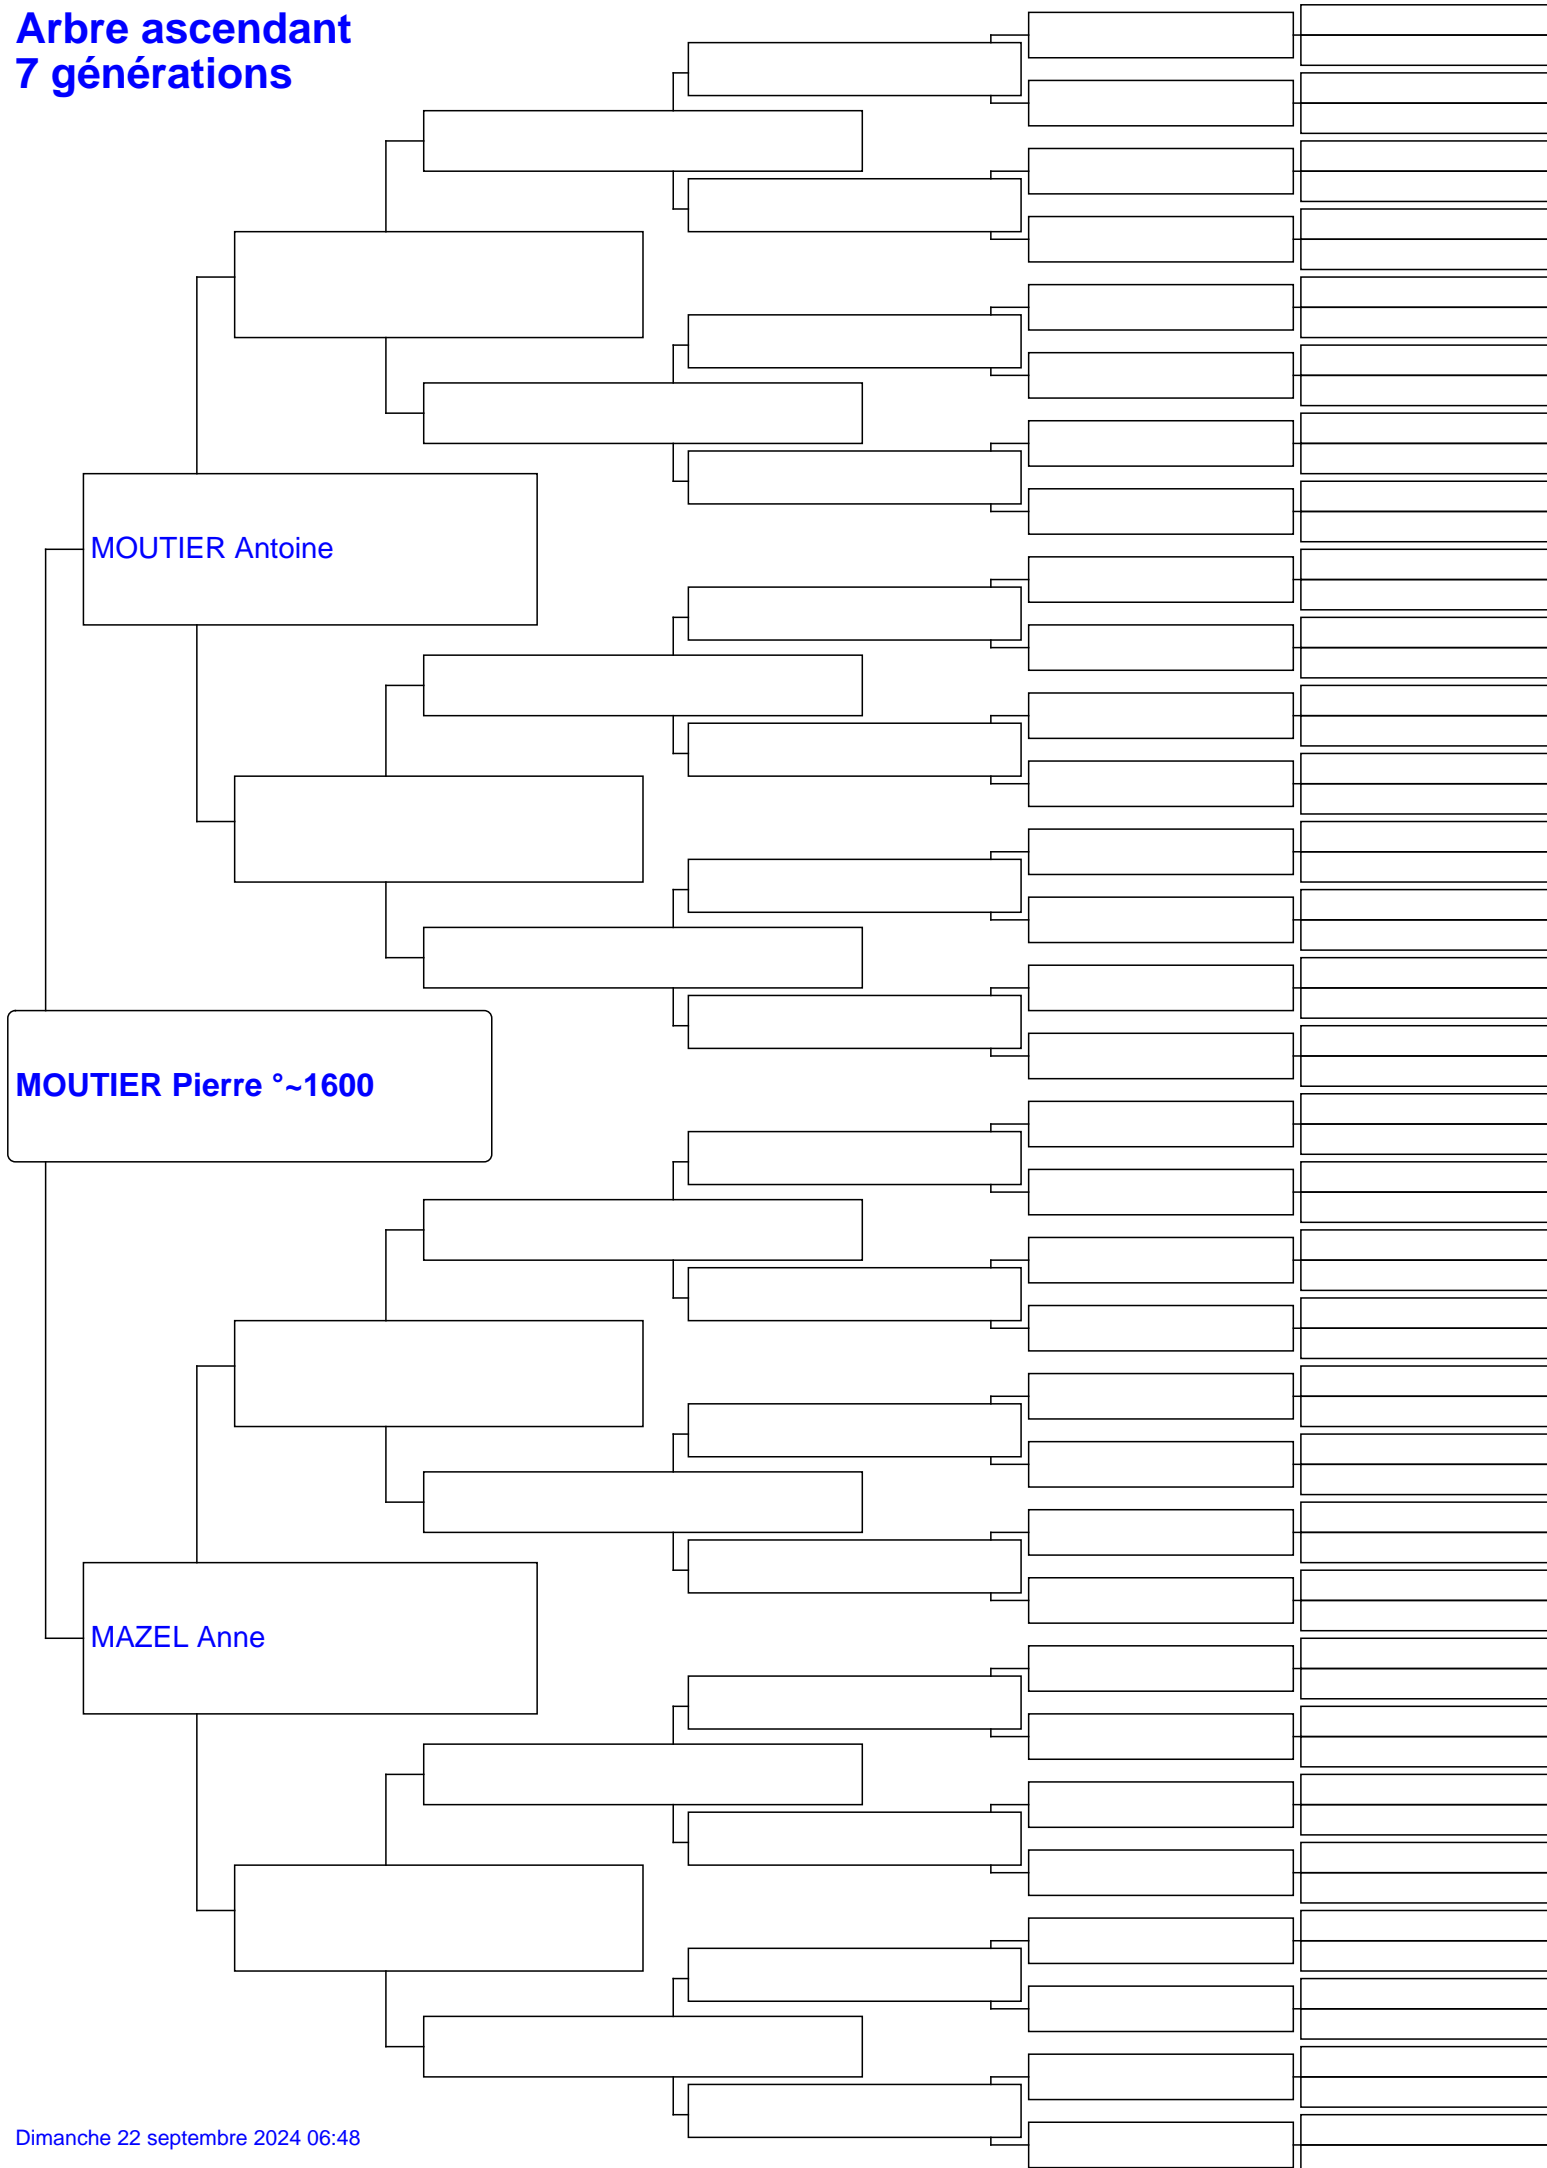 Arbre ascendant
7 générations
MOUTIER Antoine
MOUTIER Pierre °~1600
MAZEL Anne
Dimanche 22 septembre 2024 06:48